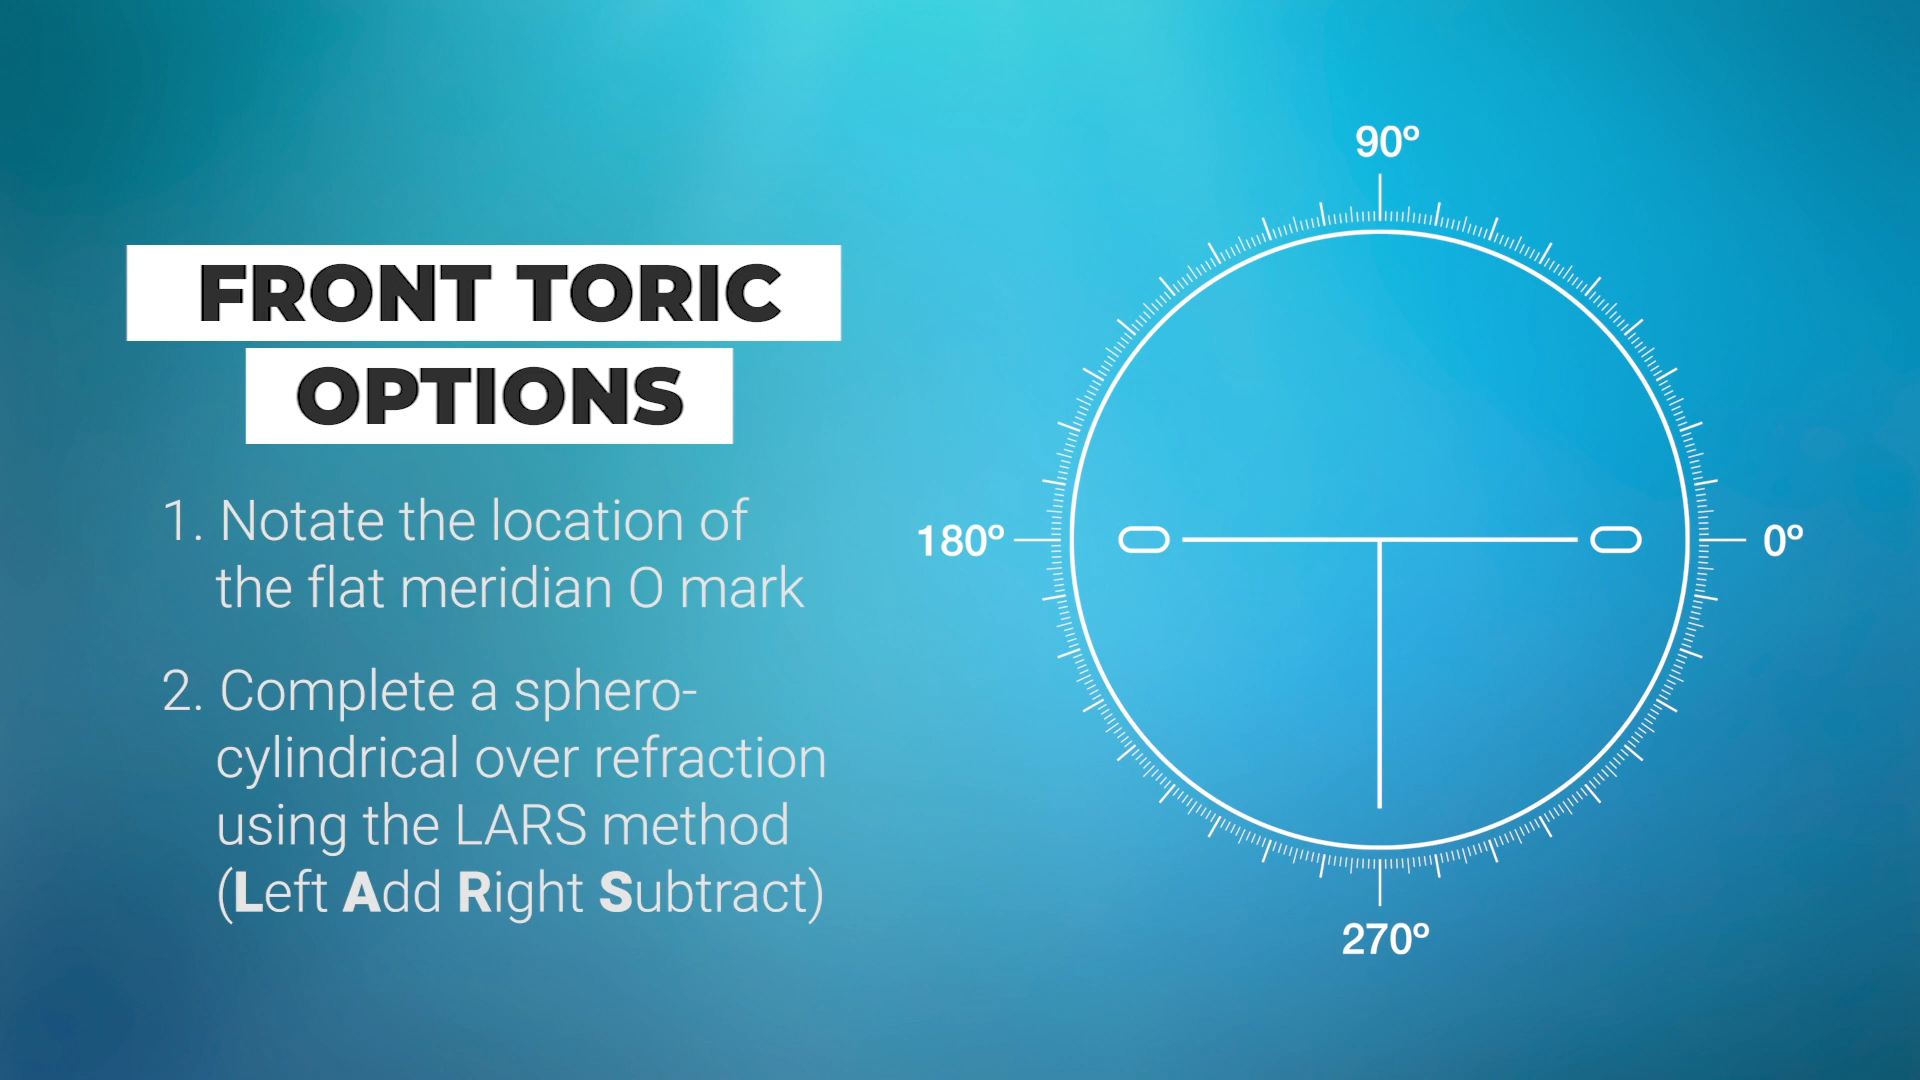 FRONT TORIC
OPTIONS
1. Notate the location of
the flat meridian O mark
2. Complete a sphero-
cylindrical over refraction
using the LARS method
(Left Add Right Subtract)
90º
180º
0º
270º